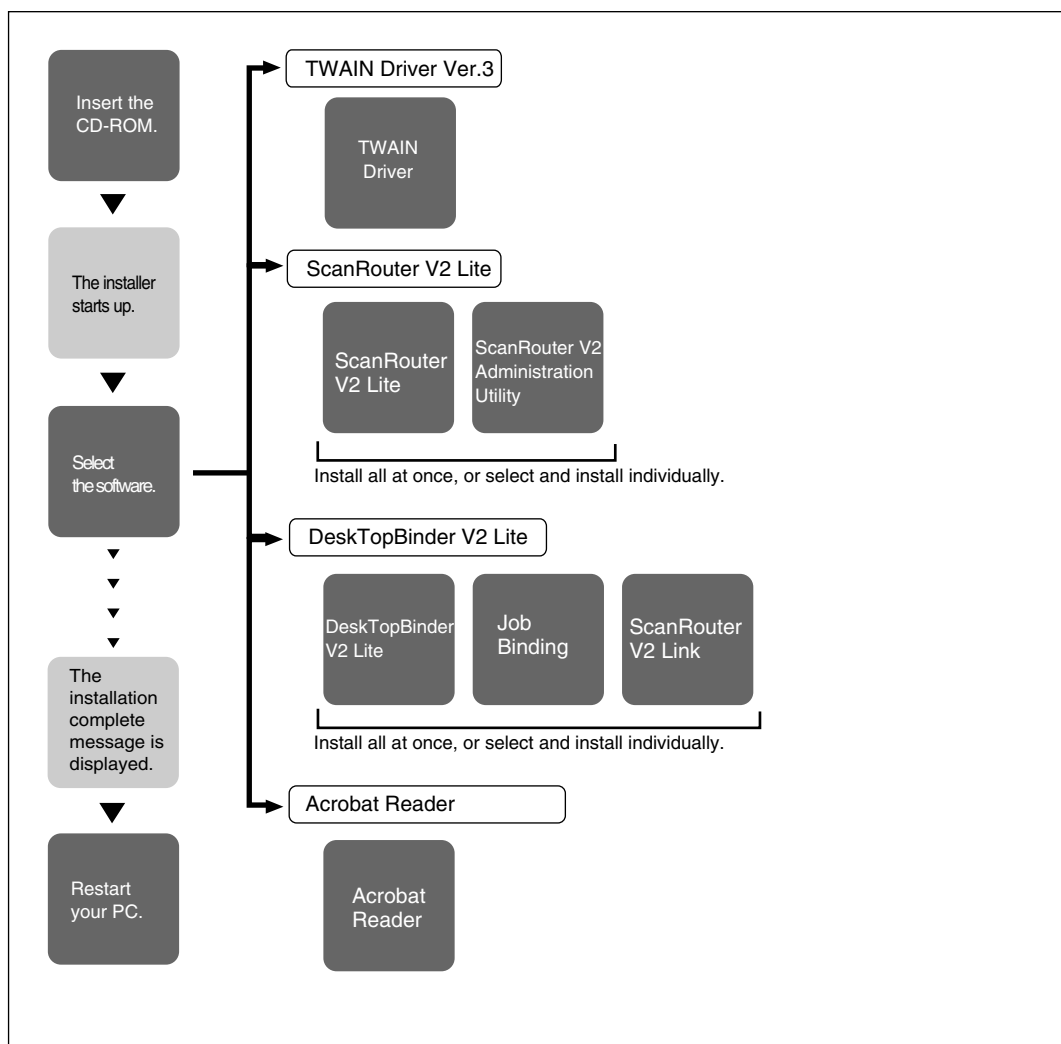 Insert the
CD-ROM.
The installer
starts up.
Select
the software.
The
installation
complete
message is
displayed.
Restart
your PC.
TWAIN Driver Ver.3
TWAIN
Driver
ScanRouter V2 Lite
ScanRouter
V2 Lite
ScanRouter V2
Administration
Utility
Install all at once, or select and install individually.
DeskTopBinder V2 Lite
DeskTopBinder
V2 Lite
Job
Binding
ScanRouter
V2 Link
Install all at once, or select and install individually.
Acrobat Reader
Acrobat
Reader